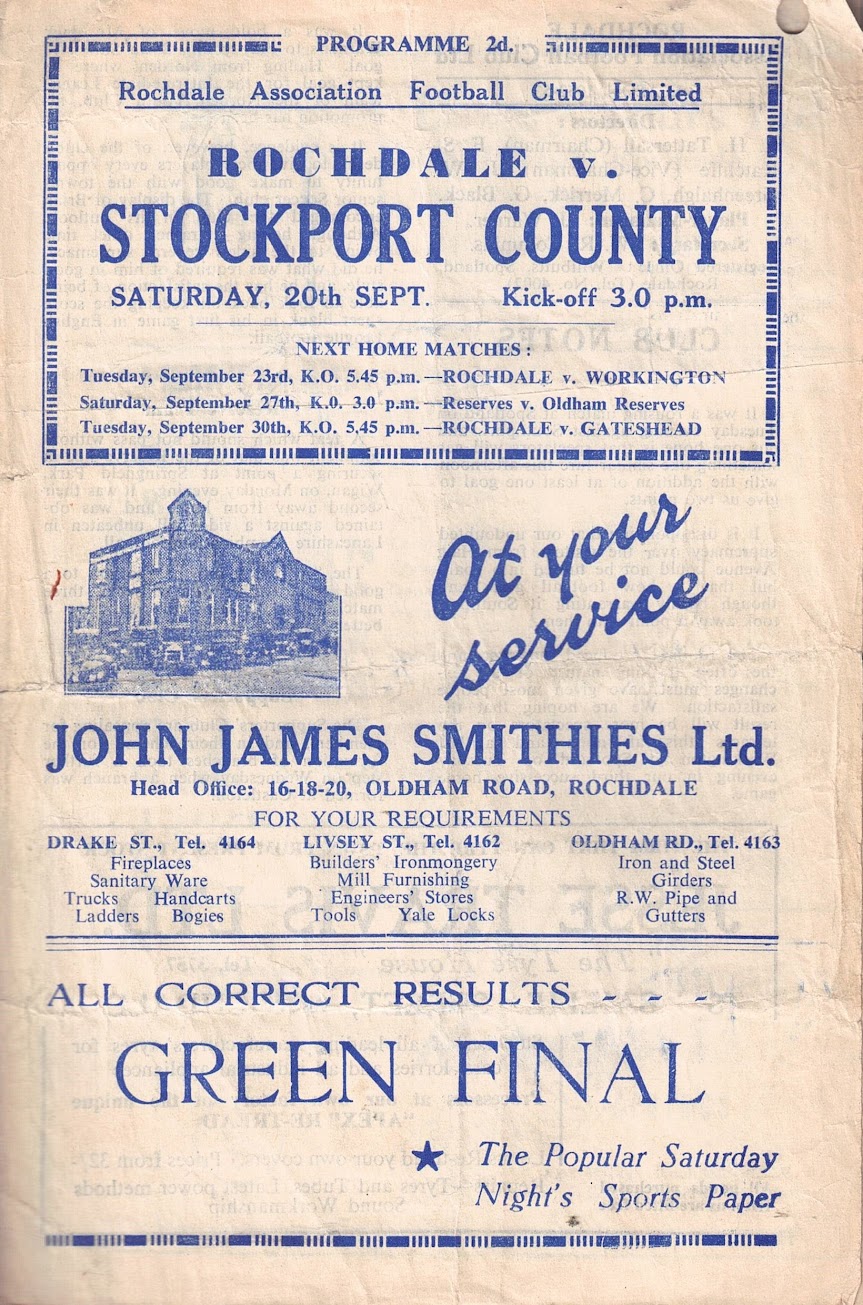 PROGRAMME 2d.
Rochdale Association Football Club Limited
ROCHDALE v.
STOCKPORT COUNTY
SATURDAY, 20th SEPT. Kick-off 3.0 p.m.
NEXT HOME MATCHES :
Tuesday, September 23rd, K.O. 5.45 p.m.—ROCHDALE v. WORKINGTON
Saturday, September 27th, K.0. 3.0 p.m.—Reserves v. Oldham Reserves
Tuesday, September 30th, K.O. 5.45 p.m.—ROCHDALE v. GATESHEAD
At your
service
JOHN JAMES SMITHIES Ltd.
Head Office: 16-18-20, OLDHAM ROAD, ROCHDALE
FOR YOUR REQUIREMENTS
DRAKE ST., Tel. 4164
Fireplaces
Sanitary Ware
Trucks Handcarts
Ladders Bogies
LIVSEY ST., Tel. 4162
Builders' Ironmongery
Mill Furnishing
Engineers' Stores
Tools Yale Locks
OLDHAM RD., Tel. 4163
Iron and Steel
Girders
R.W. Pipe and
Gutters
ALL CORRECT RESULTS - - -
GREEN FINAL
★ The Popular Saturday
Night's Sports Paper